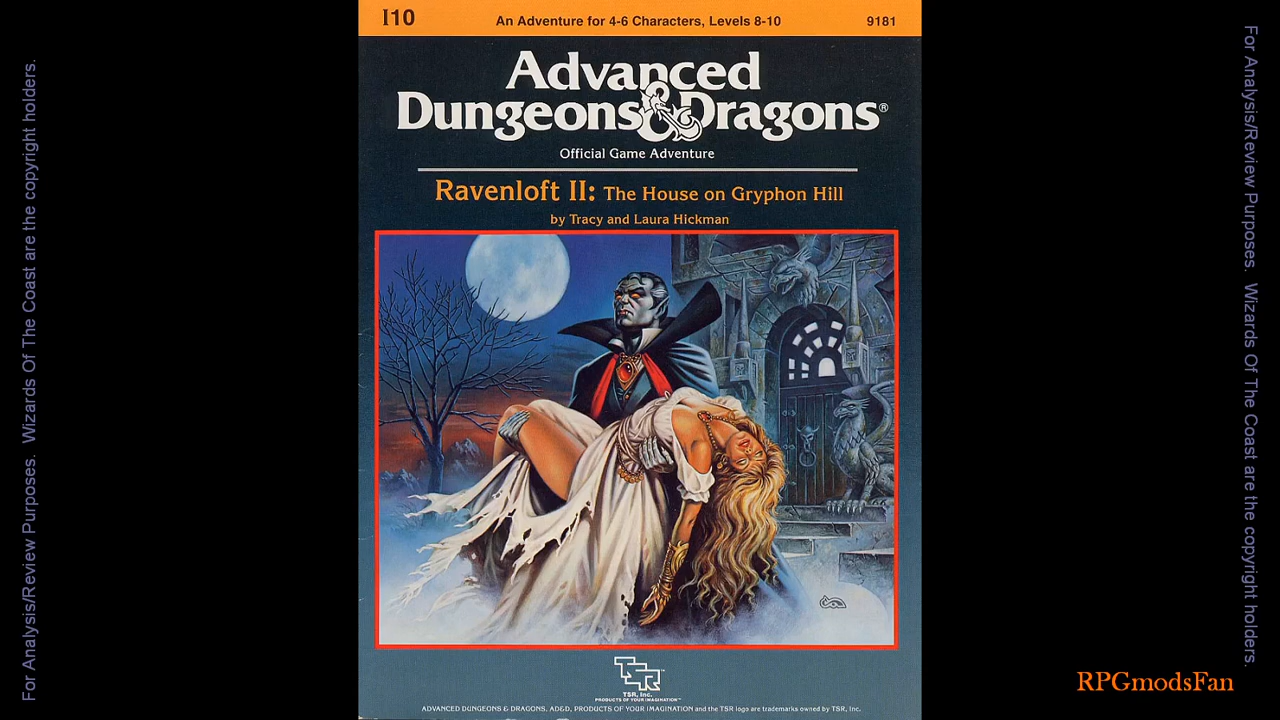 I10
An Adventure for 4-6 Characters, Levels 8-10
9181
Advanced
Dungeons & Dragons®
Official Game Adventure
Ravenloft II: The House on Gryphon Hill
by Tracy and Laura Hickman
TSR
TSR, Inc.
PRODUCTS OF YOUR IMAGINATION™
ADVANCED DUNGEONS & DRAGONS, AD&D, PRODUCTS OF YOUR IMAGINATION and the TSR logo are trademarks owned by TSR, Inc.
For Analysis/Review Purposes. Wizards Of The Coast are the copyright holders.
For Analysis/Review Purposes. Wizards Of The Coast are the copyright holders.
RPGmodsFan